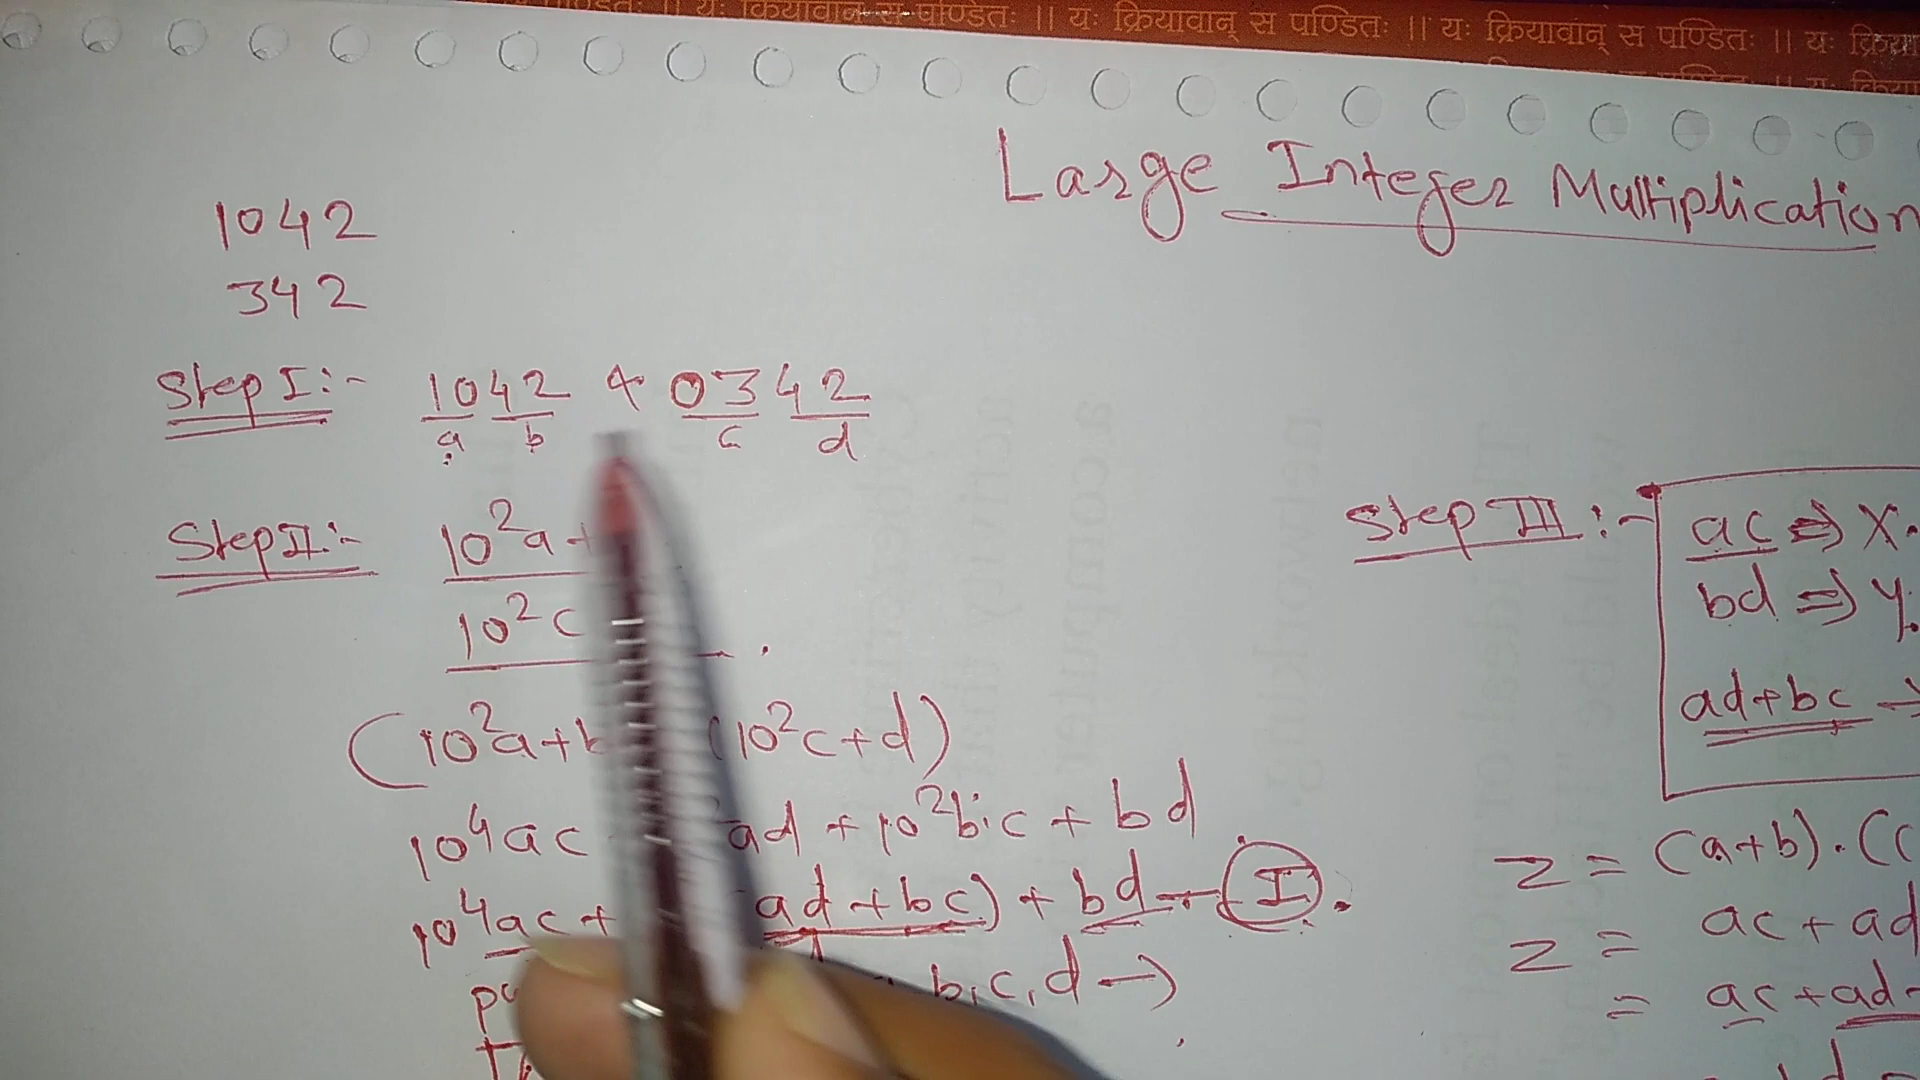 यः क्रियावान् स पण्डितः || यः क्रियावान् स पण्डितः || यः क्रियावान् स पण्डितः ||
Large Integer Multiplication
1042
342
Step I :- 1042 & 0342
a b c d
Step II :- 10²a+
10²c
(10²a+b (10²c+d)
10⁴ac ad + 10²b.c + bd
10⁴ac + ad+bc) + bd — I .
b,c,d →
Step III :-
ac ⇒ x.
bd ⇒ y.
ad+bc →
z = (a+b).(c
z = ac + ad
= ac + ad